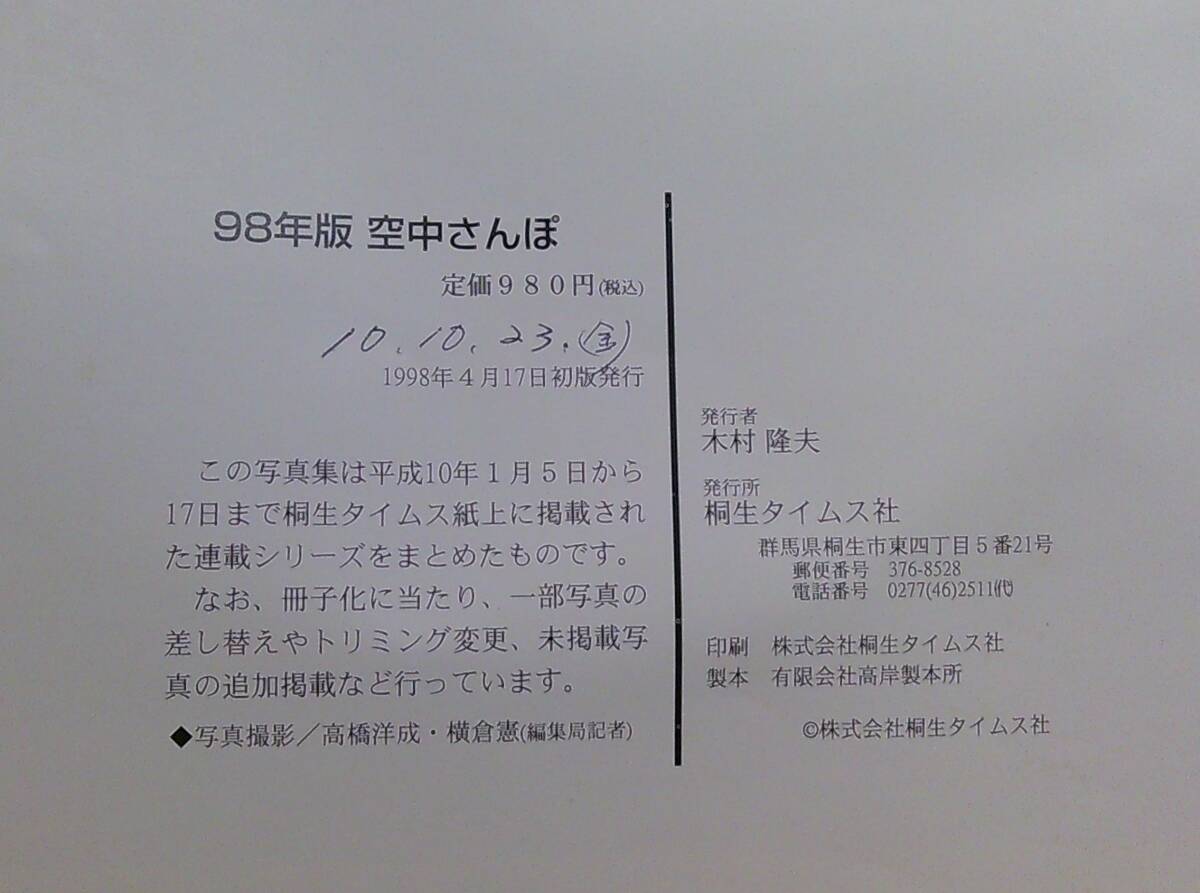 98年版 空中さんぽ
定価９８０円(税込)
10.10.23.㊎
1998年４月17日初版発行
この写真集は平成10年１月５日から
17日まで桐生タイムス紙上に掲載され
た連載シリーズをまとめたものです。
なお、冊子化に当たり、一部写真の
差し替えやトリミング変更、未掲載写
真の追加掲載など行っています。
◆写真撮影／高橋洋成・横倉憲(編集局記者)
発行者
木村 隆夫
発行所
桐生タイムス社
群馬県桐生市東四丁目５番21号
郵便番号 376-8528
電話番号 0277(46)2511㈹
印刷 株式会社桐生タイムス社
製本 有限会社高岸製本所
©株式会社桐生タイムス社